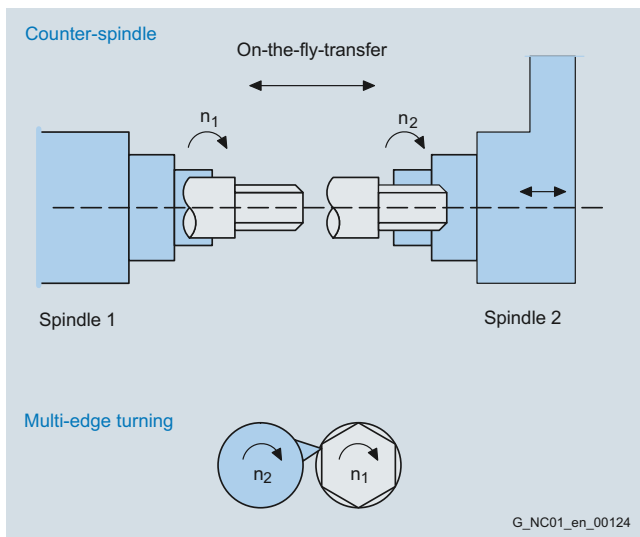 Counter-spindle
On-the-fly-transfer
n1
n2
Spindle 1
Spindle 2
Multi-edge turning
n2
n1
G_NC01_en_00124